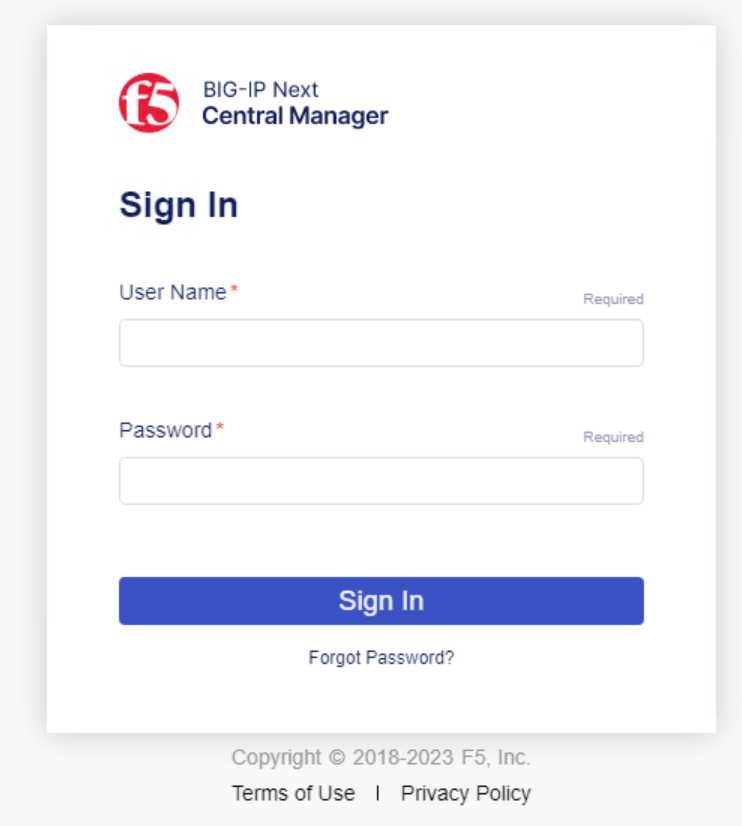 f5
BIG-IP Next
Central Manager
Sign In
User Name *
Required
Password *
Required
Sign In
Forgot Password?
Copyright © 2018-2023 F5, Inc.
Terms of Use | Privacy Policy